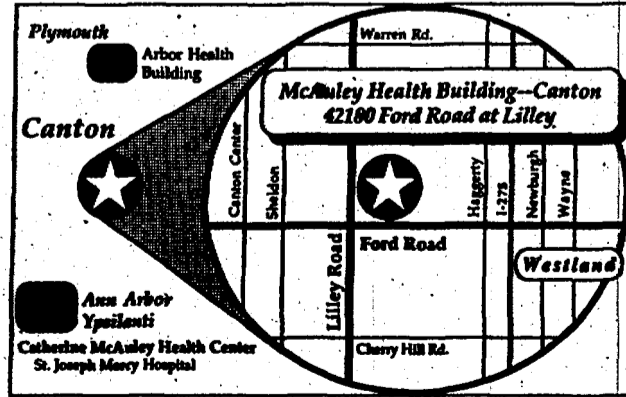 Plymouth
Arbor Health
Building
Canton
Warren Rd.
McAuley Health Building--Canton
42180 Ford Road at Lilley
Canton Center
Sheldon
Haggerty
I-275
Newburgh
Wayne
Ford Road
Lilley Road
Westland
Ann Arbor
Ypsilanti
Catherine McAuley Health Center
St. Joseph Mercy Hospital
Cherry Hill Rd.